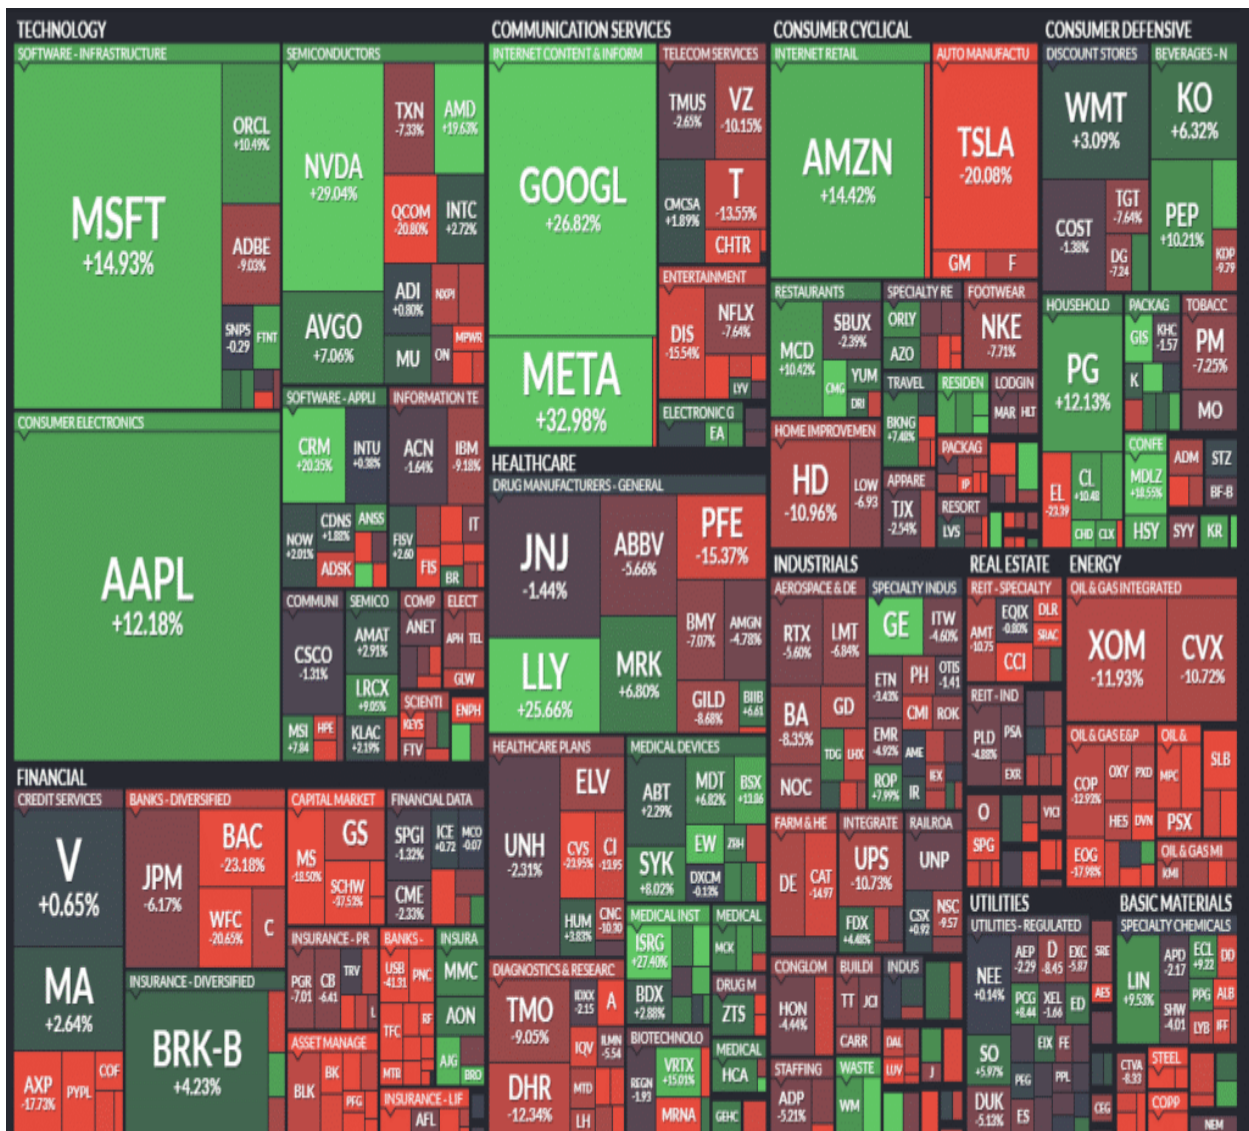 TECHNOLOGY
SOFTWARE - INFRASTRUCTURE
MSFT
+14.93%
ORCL
+10.49%
ADBE
-9.03%
SNPS
-0.29
FTNT
CONSUMER ELECTRONICS
AAPL
+12.18%
SEMICONDUCTORS
NVDA
+29.04%
TXN
-7.33%
AMD
+19.63%
QCOM
-20.80%
INTC
+2.72%
AVGO
+7.06%
ADI
+0.80%
NXPI
MU
ON
MPWR
SOFTWARE - APPLI
CRM
+20.35%
INTU
+0.38%
NOW
+2.01%
CDNS
+1.88%
ANSS
ADSK
INFORMATION TE
ACN
-1.64%
IBM
-9.18%
FISV
+2.60
FIS
IT
BR
COMMUNI
CSCO
-1.31%
MSI
+7.84
HPE
SEMICO
AMAT
+2.91%
LRCX
+9.05%
KLAC
+2.19%
COMP
ANET
ELECT
APH
TEL
GLW
SCIENTI
KEYS
FTV
ENPH
COMMUNICATION SERVICES
INTERNET CONTENT & INFORM
GOOGL
+26.82%
META
+32.98%
TELECOM SERVICES
TMUS
-2.65%
VZ
-10.15%
CMCSA
+1.89%
T
-13.55%
CHTR
ENTERTAINMENT
DIS
-15.54%
NFLX
-7.64%
LYV
ELECTRONIC G
EA
CONSUMER CYCLICAL
INTERNET RETAIL
AMZN
+14.42%
AUTO MANUFACTU
TSLA
-20.08%
GM
F
RESTAURANTS
MCD
+10.42%
SBUX
-2.39%
CMG
YUM
DRI
SPECIALTY RE
ORLY
AZO
FOOTWEAR
NKE
-7.71%
HOME IMPROVEMEN
HD
-10.96%
LOW
-6.93
TRAVEL
BKNG
+7.48%
RESIDEN
LODGIN
MAR
HLT
PACKAG
IP
APPARE
TJX
-2.54%
RESORT
LVS
CONSUMER DEFENSIVE
DISCOUNT STORES
WMT
+3.09%
COST
-1.38%
TGT
-7.64%
DG
-7.24
BEVERAGES - N
KO
+6.32%
PEP
+10.21%
KDP
-9.79
HOUSEHOLD
PG
+12.13%
EL
-23.39
CL
+10.48
CHD
CLX
PACKAG
GIS
KHC
-1.57
K
TOBACC
PM
-7.25%
MO
CONFE
MDLZ
+18.55%
HSY
ADM
STZ
BF-B
SYY
KR
HEALTHCARE
DRUG MANUFACTURERS - GENERAL
JNJ
-1.44%
ABBV
-5.66%
PFE
-15.37%
LLY
+25.66%
MRK
+6.80%
BMY
-7.07%
AMGN
-4.78%
GILD
-8.68%
BIIB
+6.61
HEALTHCARE PLANS
UNH
-2.31%
ELV
CVS
-23.95%
CI
-13.95
HUM
+3.83%
CNC
-10.30
MEDICAL DEVICES
ABT
+2.29%
MDT
+6.82%
BSX
+13.86
SYK
+8.02%
EW
ZBH
DXCM
-0.13%
DIAGNOSTICS & RESEARC
TMO
-9.05%
IDXX
-2.15
A
DHR
-12.34%
IQV
ILMN
-5.54
MTD
LH
MEDICAL INST
ISRG
+27.40%
BDX
+2.88%
MEDICAL
MCK
DRUG M
ZTS
BIOTECHNOLO
REGN
-1.93
VRTX
+15.01%
MRNA
MEDICAL
HCA
GEHC
FINANCIAL
CREDIT SERVICES
V
+0.65%
MA
+2.64%
AXP
-17.73%
PYPL
COF
BANKS - DIVERSIFIED
JPM
-6.17%
BAC
-23.18%
WFC
-20.65%
C
INSURANCE - DIVERSIFIED
BRK-B
+4.23%
CAPITAL MARKET
MS
-18.50%
GS
SCHW
-37.53%
FINANCIAL DATA
SPGI
-1.32%
ICE
+0.72
MCO
-0.07
CME
-2.33%
INSURANCE - PR
PGR
-7.01
CB
-6.41
TRV
L
BANKS -
USB
-41.31
PNC
TFC
RF
MTB
INSURA
MMC
AON
AJG
BRO
ASSET MANAGE
BLK
BK
PFG
INSURANCE - LIF
AFL
INDUSTRIALS
AEROSPACE & DE
RTX
-5.60%
LMT
-6.84%
BA
-8.35%
GD
TDG
LHX
NOC
SPECIALTY INDUS
GE
ITW
-4.60%
ETN
-3.43%
PH
OTIS
-1.41
EMR
-4.92%
CMI
ROK
AME
ROP
+7.99%
IR
IEX
FARM & HE
DE
CAT
-14.97
INTEGRATE
UPS
-10.73%
FDX
+4.48%
RAILROA
UNP
CSX
+0.92
NSC
-9.57
CONGLOM
HON
-4.44%
BUILDI
TT
JCI
CARR
INDUS
DAL
LUV
J
STAFFING
ADP
-5.21%
WASTE
WM
REAL ESTATE
REIT - SPECIALTY
AMT
-10.75
EQIX
-0.80%
DLR
SBAC
CCI
REIT - IND
PLD
-4.88%
PSA
EXR
O
VICI
SPG
ENERGY
OIL & GAS INTEGRATED
XOM
-11.93%
CVX
-10.72%
OIL & GAS E&P
COP
-12.93%
OXY
PXD
HES
DVN
EOG
-17.98%
OIL &
MPC
PSX
SLB
OIL & GAS MI
KMI
UTILITIES
UTILITIES - REGULATED
NEE
+0.14%
AEP
-2.29
D
-8.45
EXC
-5.87
SRE
PCG
+8.44
XEL
-1.66
ED
AES
SO
+5.97%
EIX
FE
PEG
PPL
DUK
-5.13%
ES
CEG
BASIC MATERIALS
SPECIALTY CHEMICALS
LIN
+9.53%
APD
-2.17
ECL
+9.22
DD
SHW
-4.01
PPG
ALB
LYB
IFF
CTVA
-8.33
STEEL
COPP
NEM